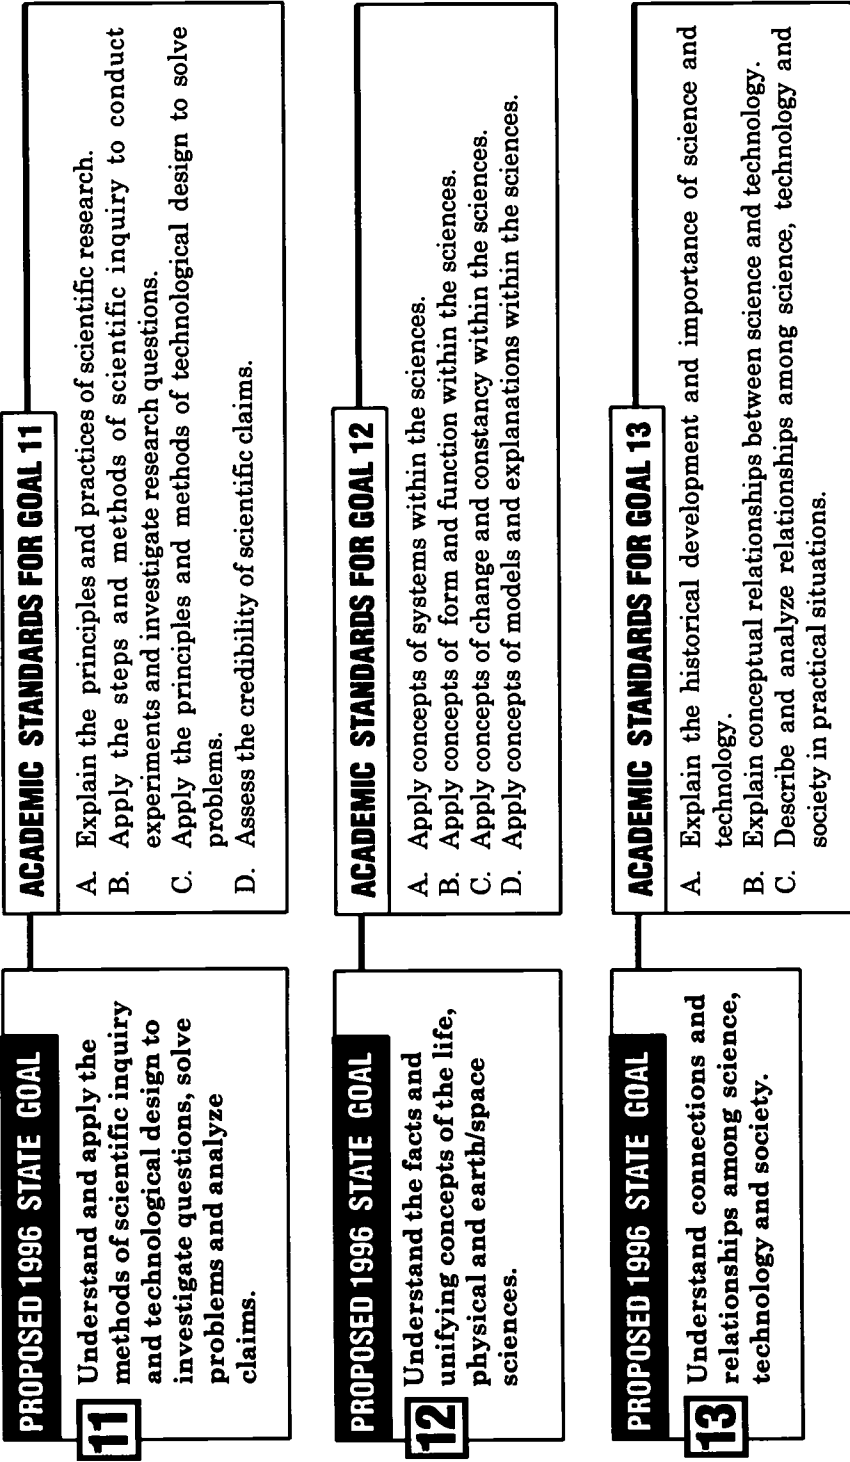 PROPOSED 1996 STATE GOAL
11
Understand and apply the
methods of scientific inquiry
and technological design to
investigate questions, solve
problems and analyze
claims.
ACADEMIC STANDARDS FOR GOAL 11
A. Explain the principles and practices of scientific research.
B. Apply the steps and methods of scientific inquiry to conduct
experiments and investigate research questions.
C. Apply the principles and methods of technological design to solve
problems.
D. Assess the credibility of scientific claims.
PROPOSED 1996 STATE GOAL
12
Understand the facts and
unifying concepts of the life,
physical and earth/space
sciences.
ACADEMIC STANDARDS FOR GOAL 12
A. Apply concepts of systems within the sciences.
B. Apply concepts of form and function within the sciences.
C. Apply concepts of change and constancy within the sciences.
D. Apply concepts of models and explanations within the sciences.
PROPOSED 1996 STATE GOAL
13
Understand connections and
relationships among science,
technology and society.
ACADEMIC STANDARDS FOR GOAL 13
A. Explain the historical development and importance of science and
technology.
B. Explain conceptual relationships between science and technology.
C. Describe and analyze relationships among science, technology and
society in practical situations.